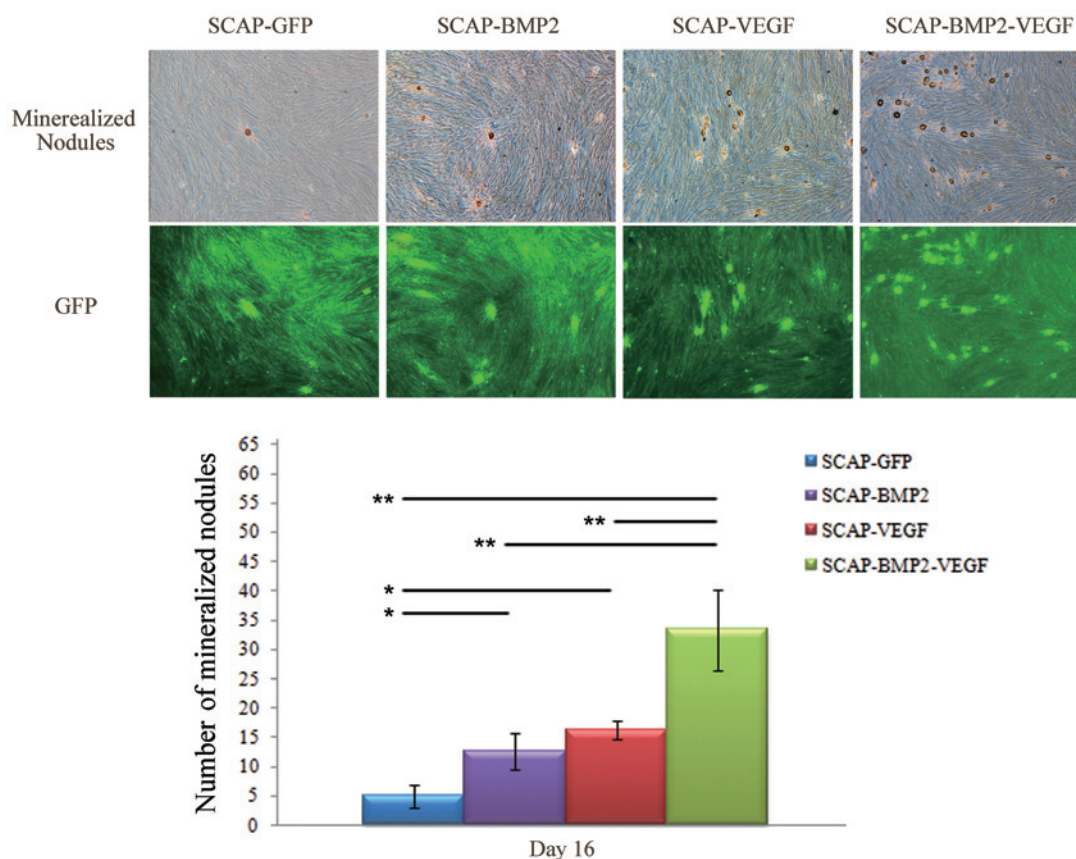 SCAP-GFP SCAP-BMP2 SCAP-VEGF SCAP-BMP2-VEGF
Minerealized
Nodules
GFP
Number of mineralized nodules
65
60
55
50
45
40
35
30
25
20
15
10
5
0
**
**
**
*
*
SCAP-GFP
SCAP-BMP2
SCAP-VEGF
SCAP-BMP2-VEGF
Day 16